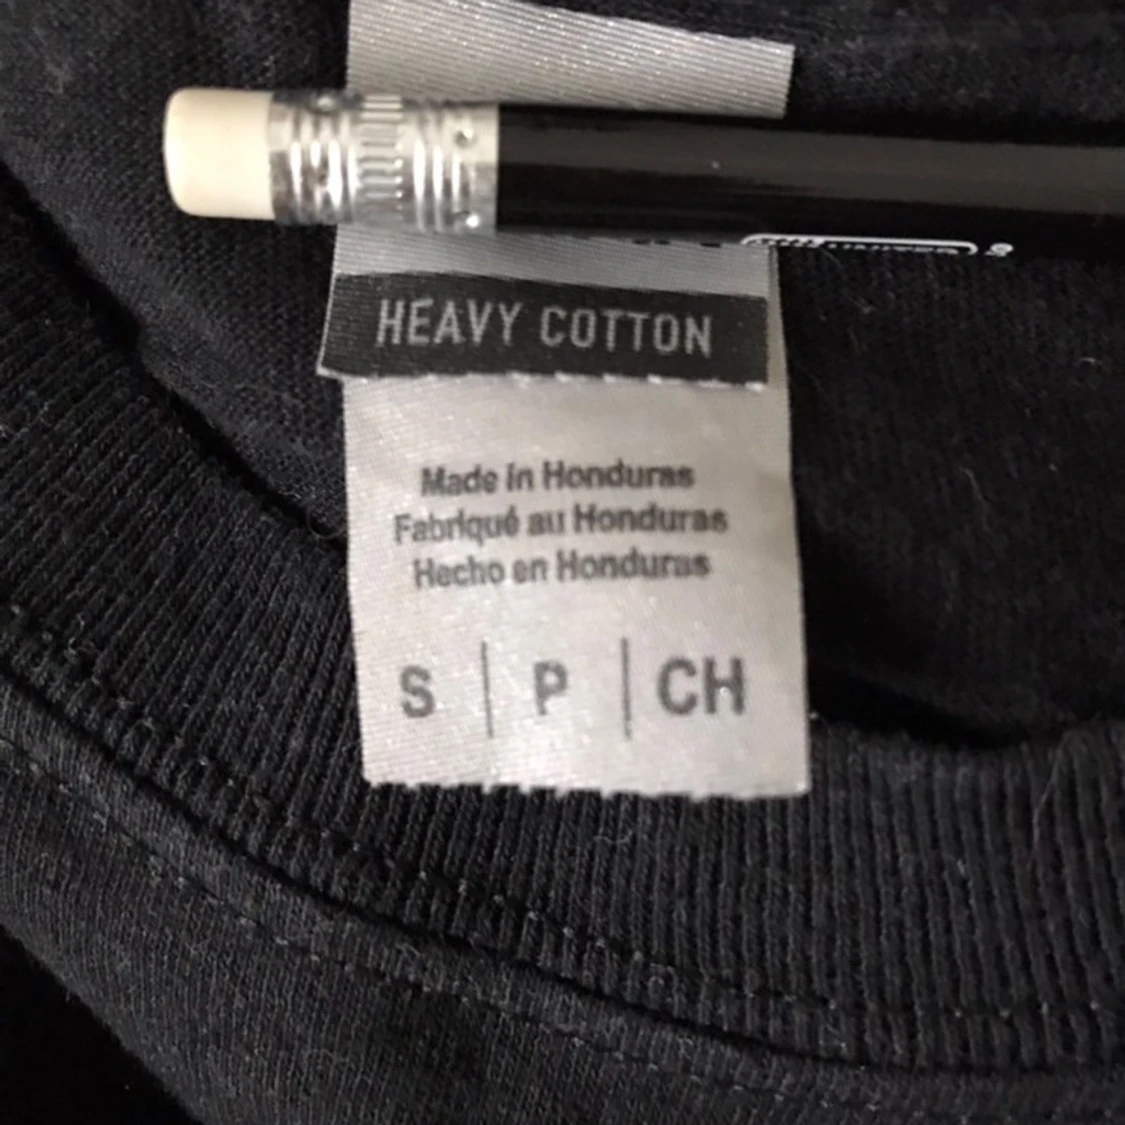 HEAVY COTTON
Made in Honduras
Fabriqué au Honduras
Hecho en Honduras
S | P | CH